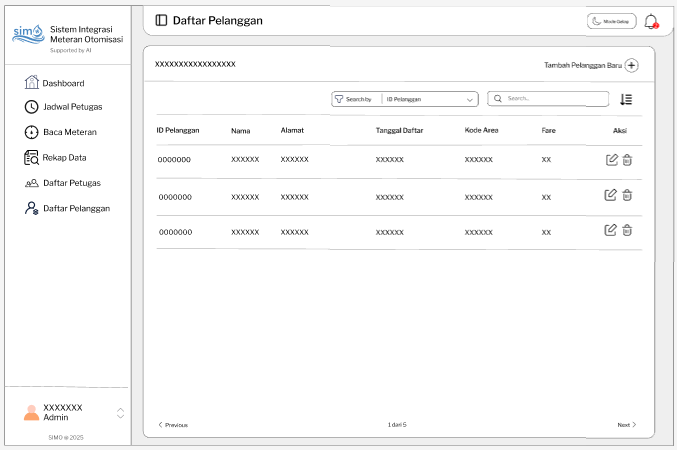 simo
Sistem Integrasi
Meteran Otomisasi
Supported by AI
Dashboard
Jadwal Petugas
Baca Meteran
Rekap Data
Daftar Petugas
Daftar Pelanggan
XXXXXXX
Admin
SIMO @ 2025
Daftar Pelanggan
Mode Gelap
XXXXXXXXXXXXXXXXX
Tambah Pelanggan Baru
Search by ID Pelanggan Search..
ID Pelanggan Nama Alamat Tanggal Daftar Kode Area Fare Aksi
0000000 XXXXXX XXXXXX XXXXXX XXXXXX XX
0000000 XXXXXX XXXXXX XXXXXX XXXXXX XX
0000000 XXXXXX XXXXXX XXXXXX XXXXXX XX
Previous 1 dari 5 Next